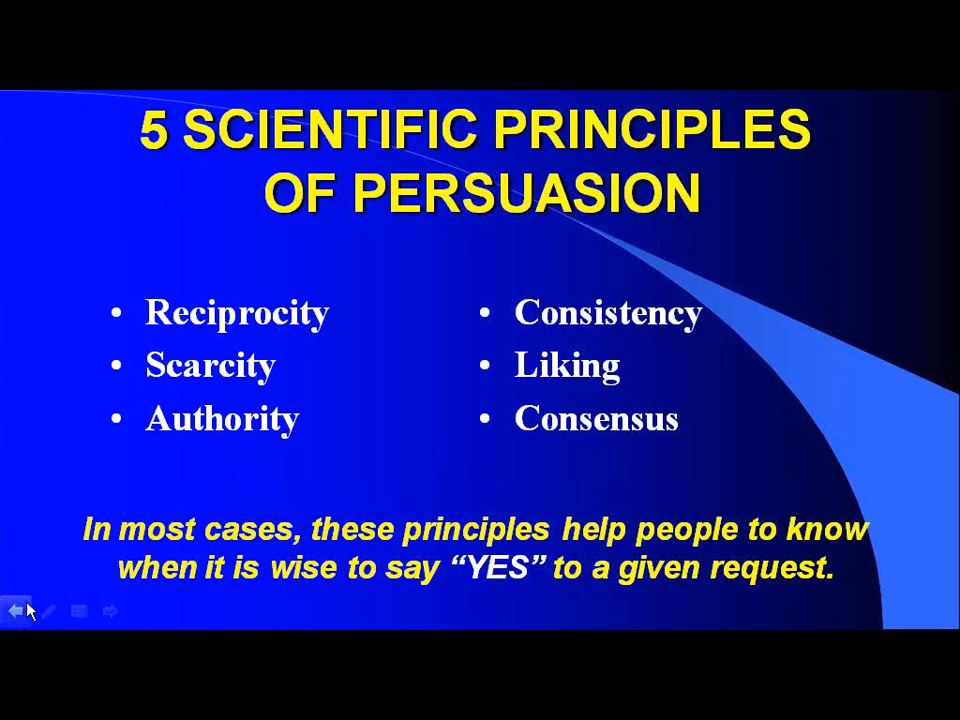 5 SCIENTIFIC PRINCIPLES
OF PERSUASION
• Reciprocity
• Scarcity
• Authority
• Consistency
• Liking
• Consensus
In most cases, these principles help people to know
when it is wise to say “YES” to a given request.